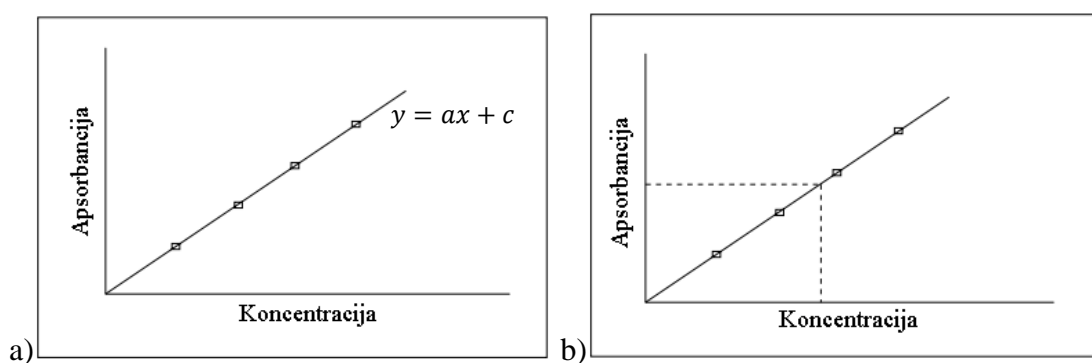 Apsorbancija
y = ax + c
Koncentracija
a)
Apsorbancija
Koncentracija
b)